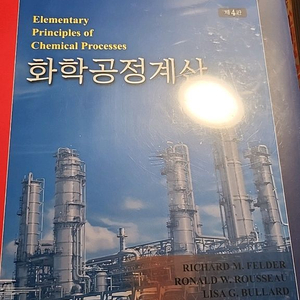 Elementary
Principles of
Chemical Processes
제4판
화학공정계산
RICHARD M. FELDER
RONALD W. ROUSSEAU
LISA G. BULLARD